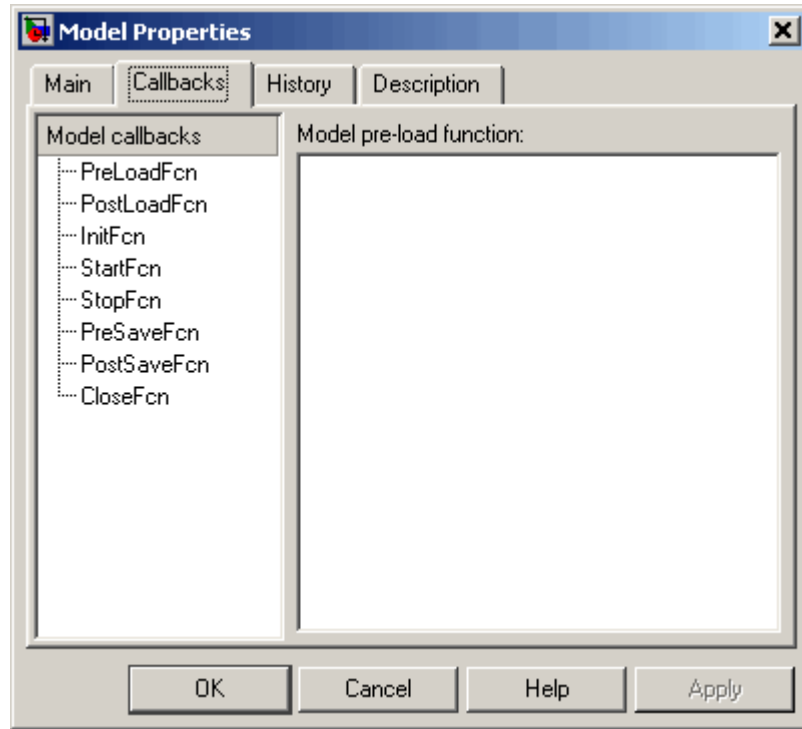 Model Properties
Main Callbacks History Description
Model callbacks
PreLoadFcn
PostLoadFcn
InitFcn
StartFcn
StopFcn
PreSaveFcn
PostSaveFcn
CloseFcn
Model pre-load function:
OK Cancel Help Apply